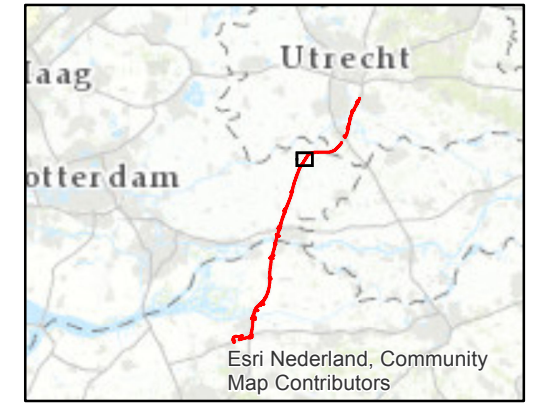 Utrecht
Haag
otterdam
Esri Nederland, Community
Map Contributors